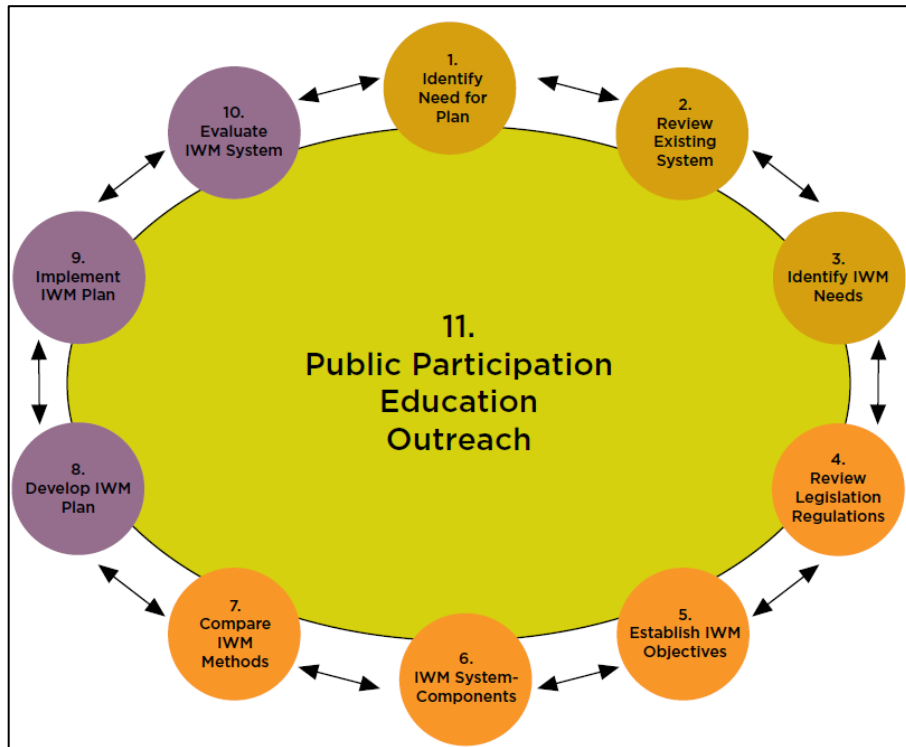 1.
Identify
Need for
Plan
2.
Review
Existing
System
3.
Identify IWM
Needs
4.
Review
Legislation
Regulations
5.
Establish IWM
Objectives
6.
IWM System-
Components
7.
Compare
IWM
Methods
8.
Develop IWM
Plan
9.
Implement
IWM Plan
10.
Evaluate
IWM System
11.
Public Participation
Education
Outreach